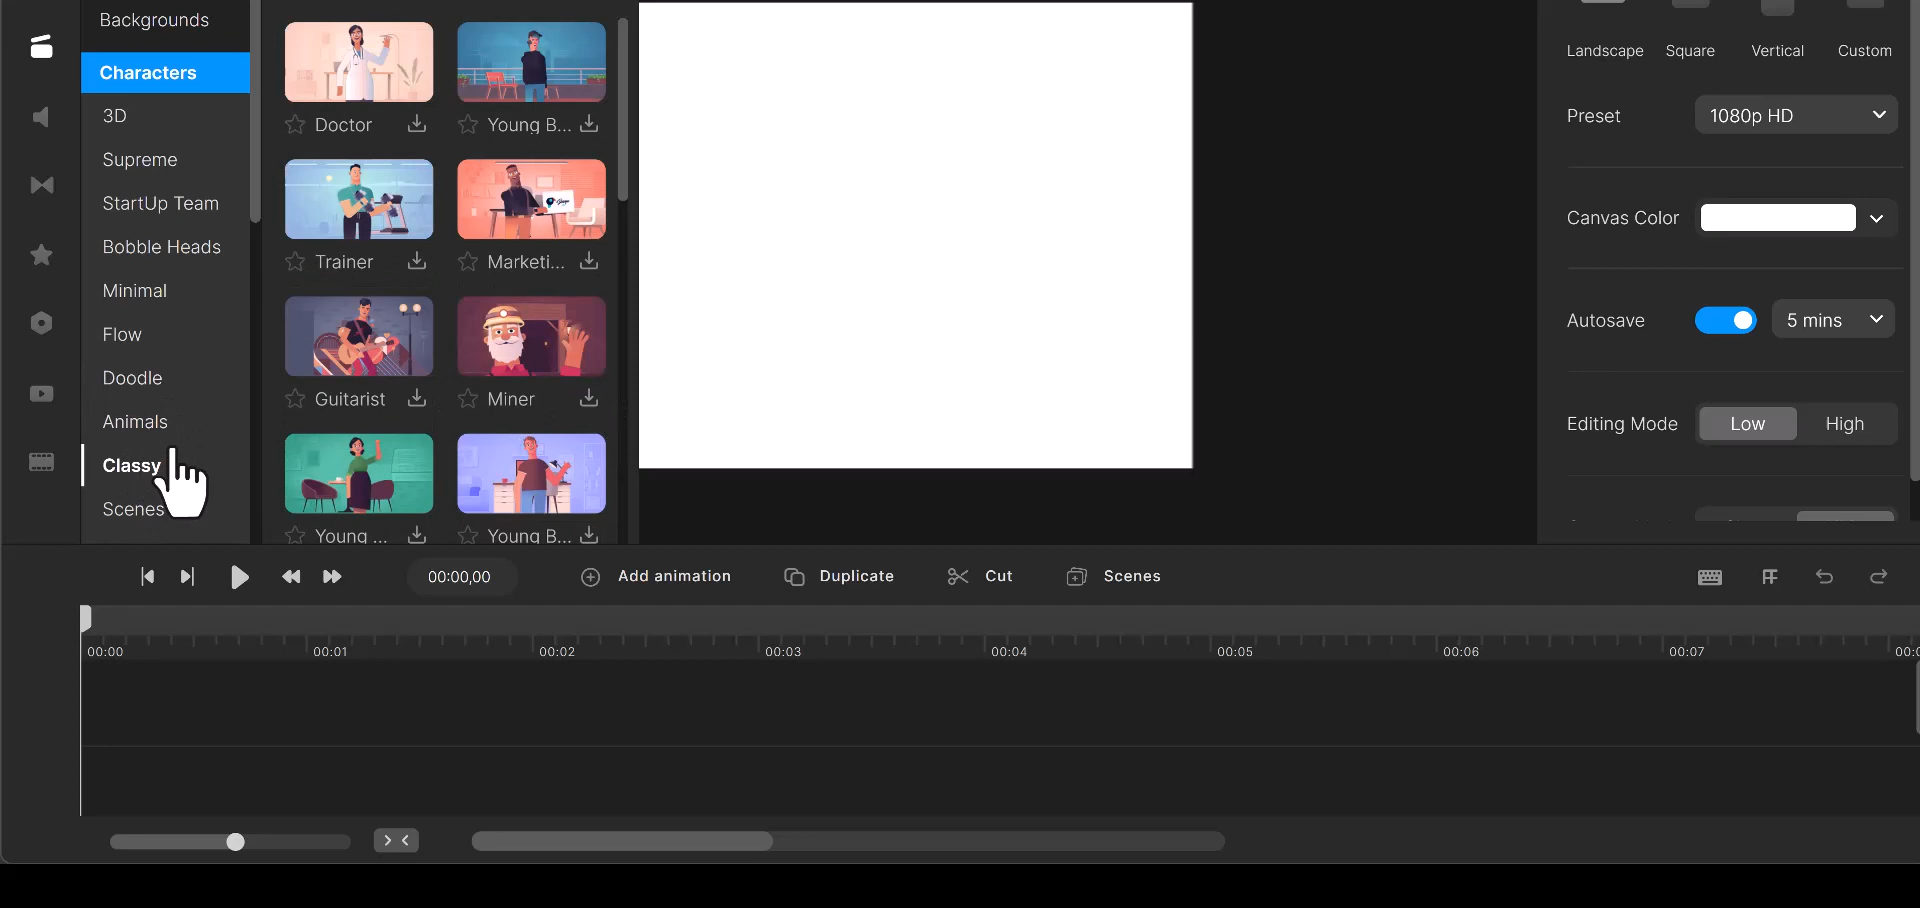 Backgrounds
Characters
3D
Supreme
StartUp Team
Bobble Heads
Minimal
Flow
Doodle
Animals
Classy
Scenes
Doctor
Young B...
Trainer
Marketi...
Guitarist
Miner
Young ...
Young B...
Landscape
Square
Vertical
Custom
Preset
1080p HD
Canvas Color
Autosave
5 mins
Editing Mode
Low
High
00:00,00
Add animation
Duplicate
Cut
Scenes
00:00
00:01
00:02
00:03
00:04
00:05
00:06
00:07